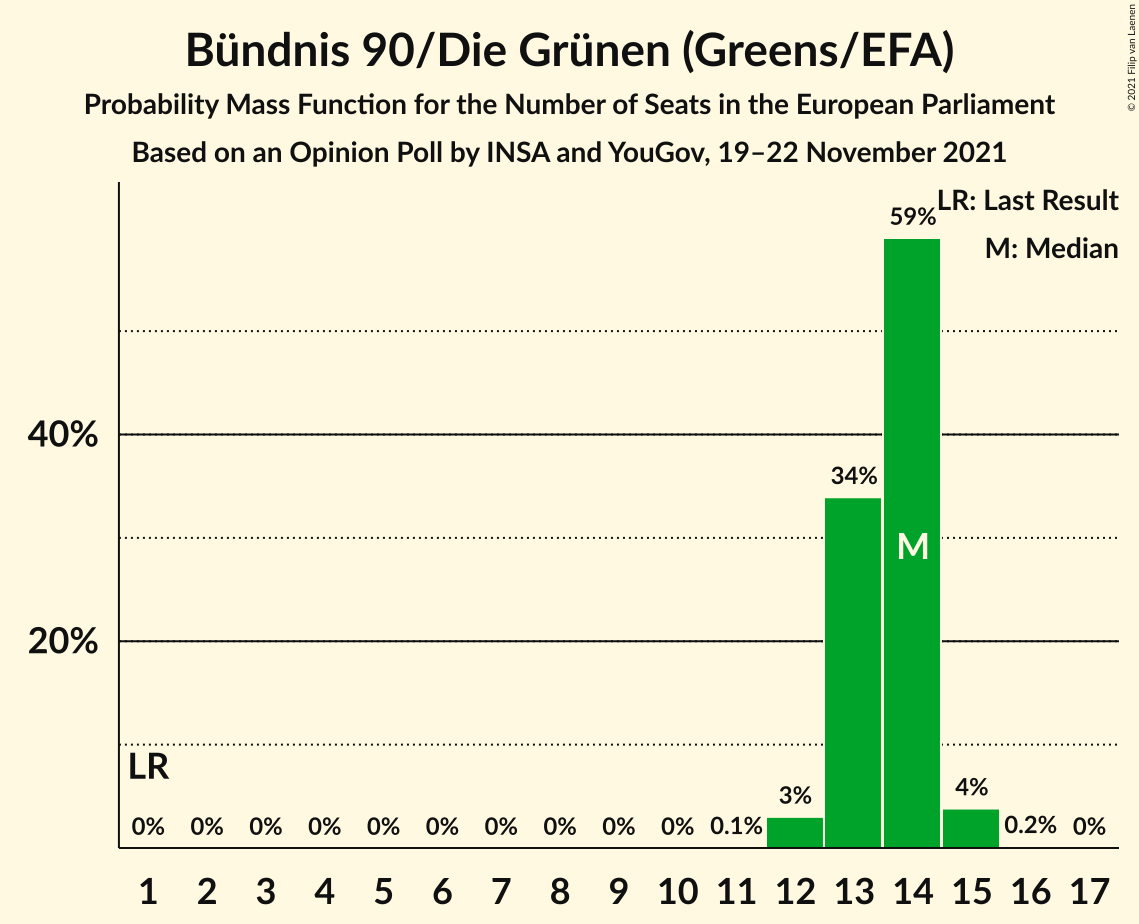 Bündnis 90/Die Grünen (Greens/EFA)
Probability Mass Function for the Number of Seats in the European Parliament
Based on an Opinion Poll by INSA and YouGov, 19–22 November 2021
© 2021 Filip van Laenen
LR: Last Result
M: Median
59%
40%
34%
M
20%
LR
0% 0% 0% 0% 0% 0% 0% 0% 0% 0% 0.1% 3% 4% 0.2% 0%
1 2 3 4 5 6 7 8 9 10 11 12 13 14 15 16 17